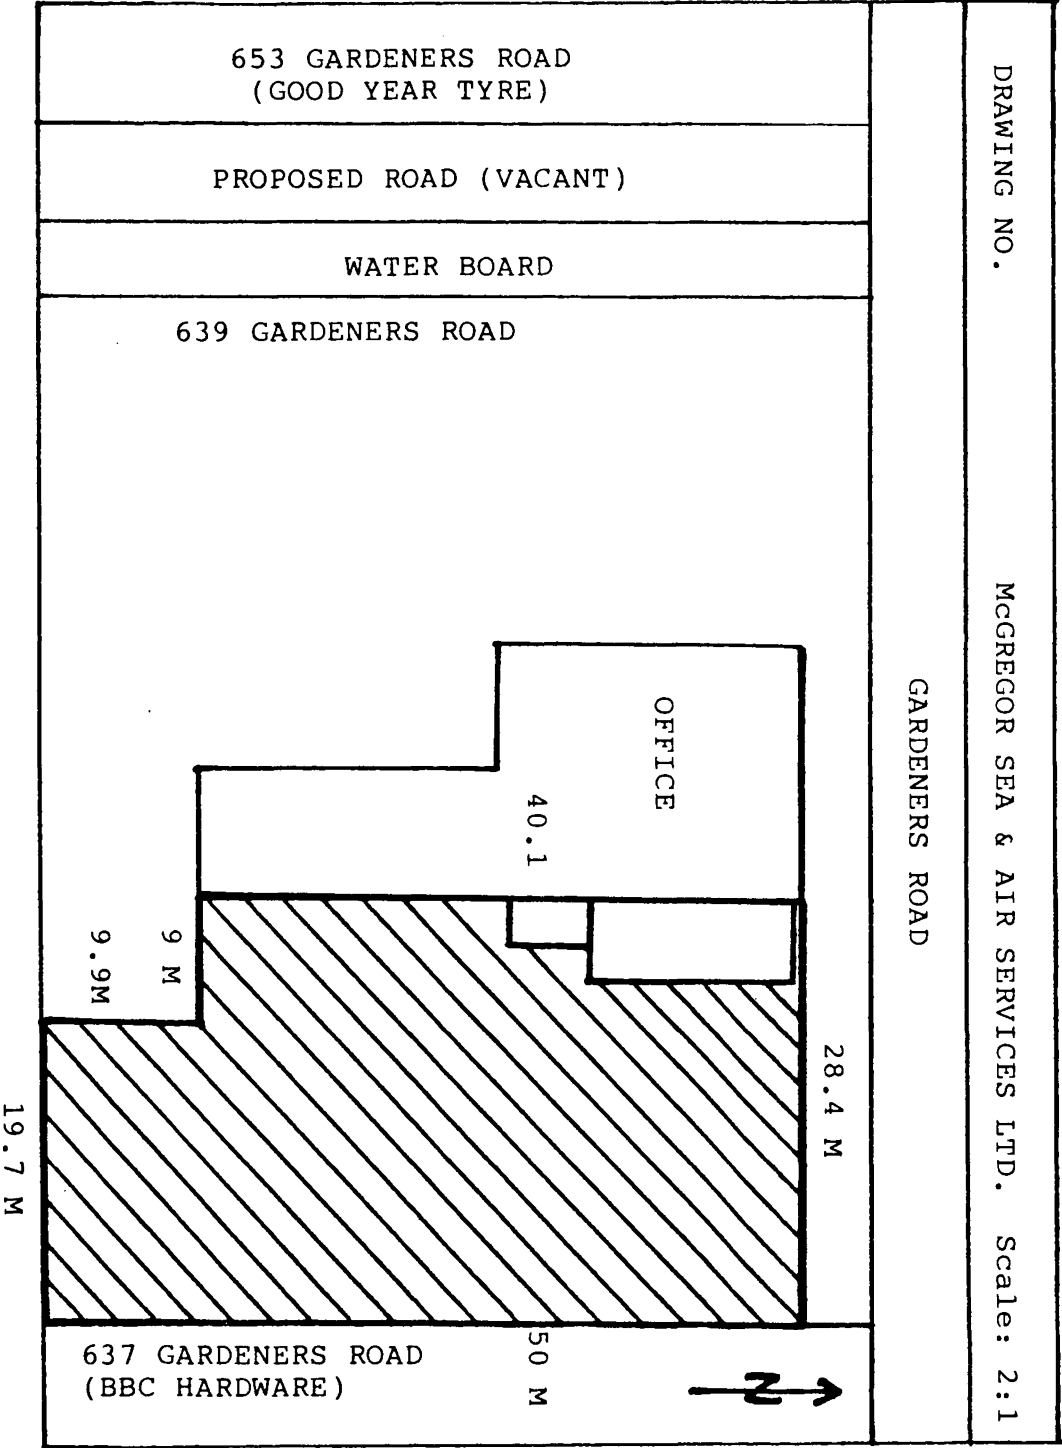 DRAWING NO. McGREGOR SEA & AIR SERVICES LTD. Scale: 2:1
GARDENERS ROAD
653 GARDENERS ROAD
(GOOD YEAR TYRE)
PROPOSED ROAD (VACANT)
WATER BOARD
639 GARDENERS ROAD
OFFICE
40.1
9 M
9.9M
28.4 M
19.7 M
50 M
637 GARDENERS ROAD
(BBC HARDWARE)
N